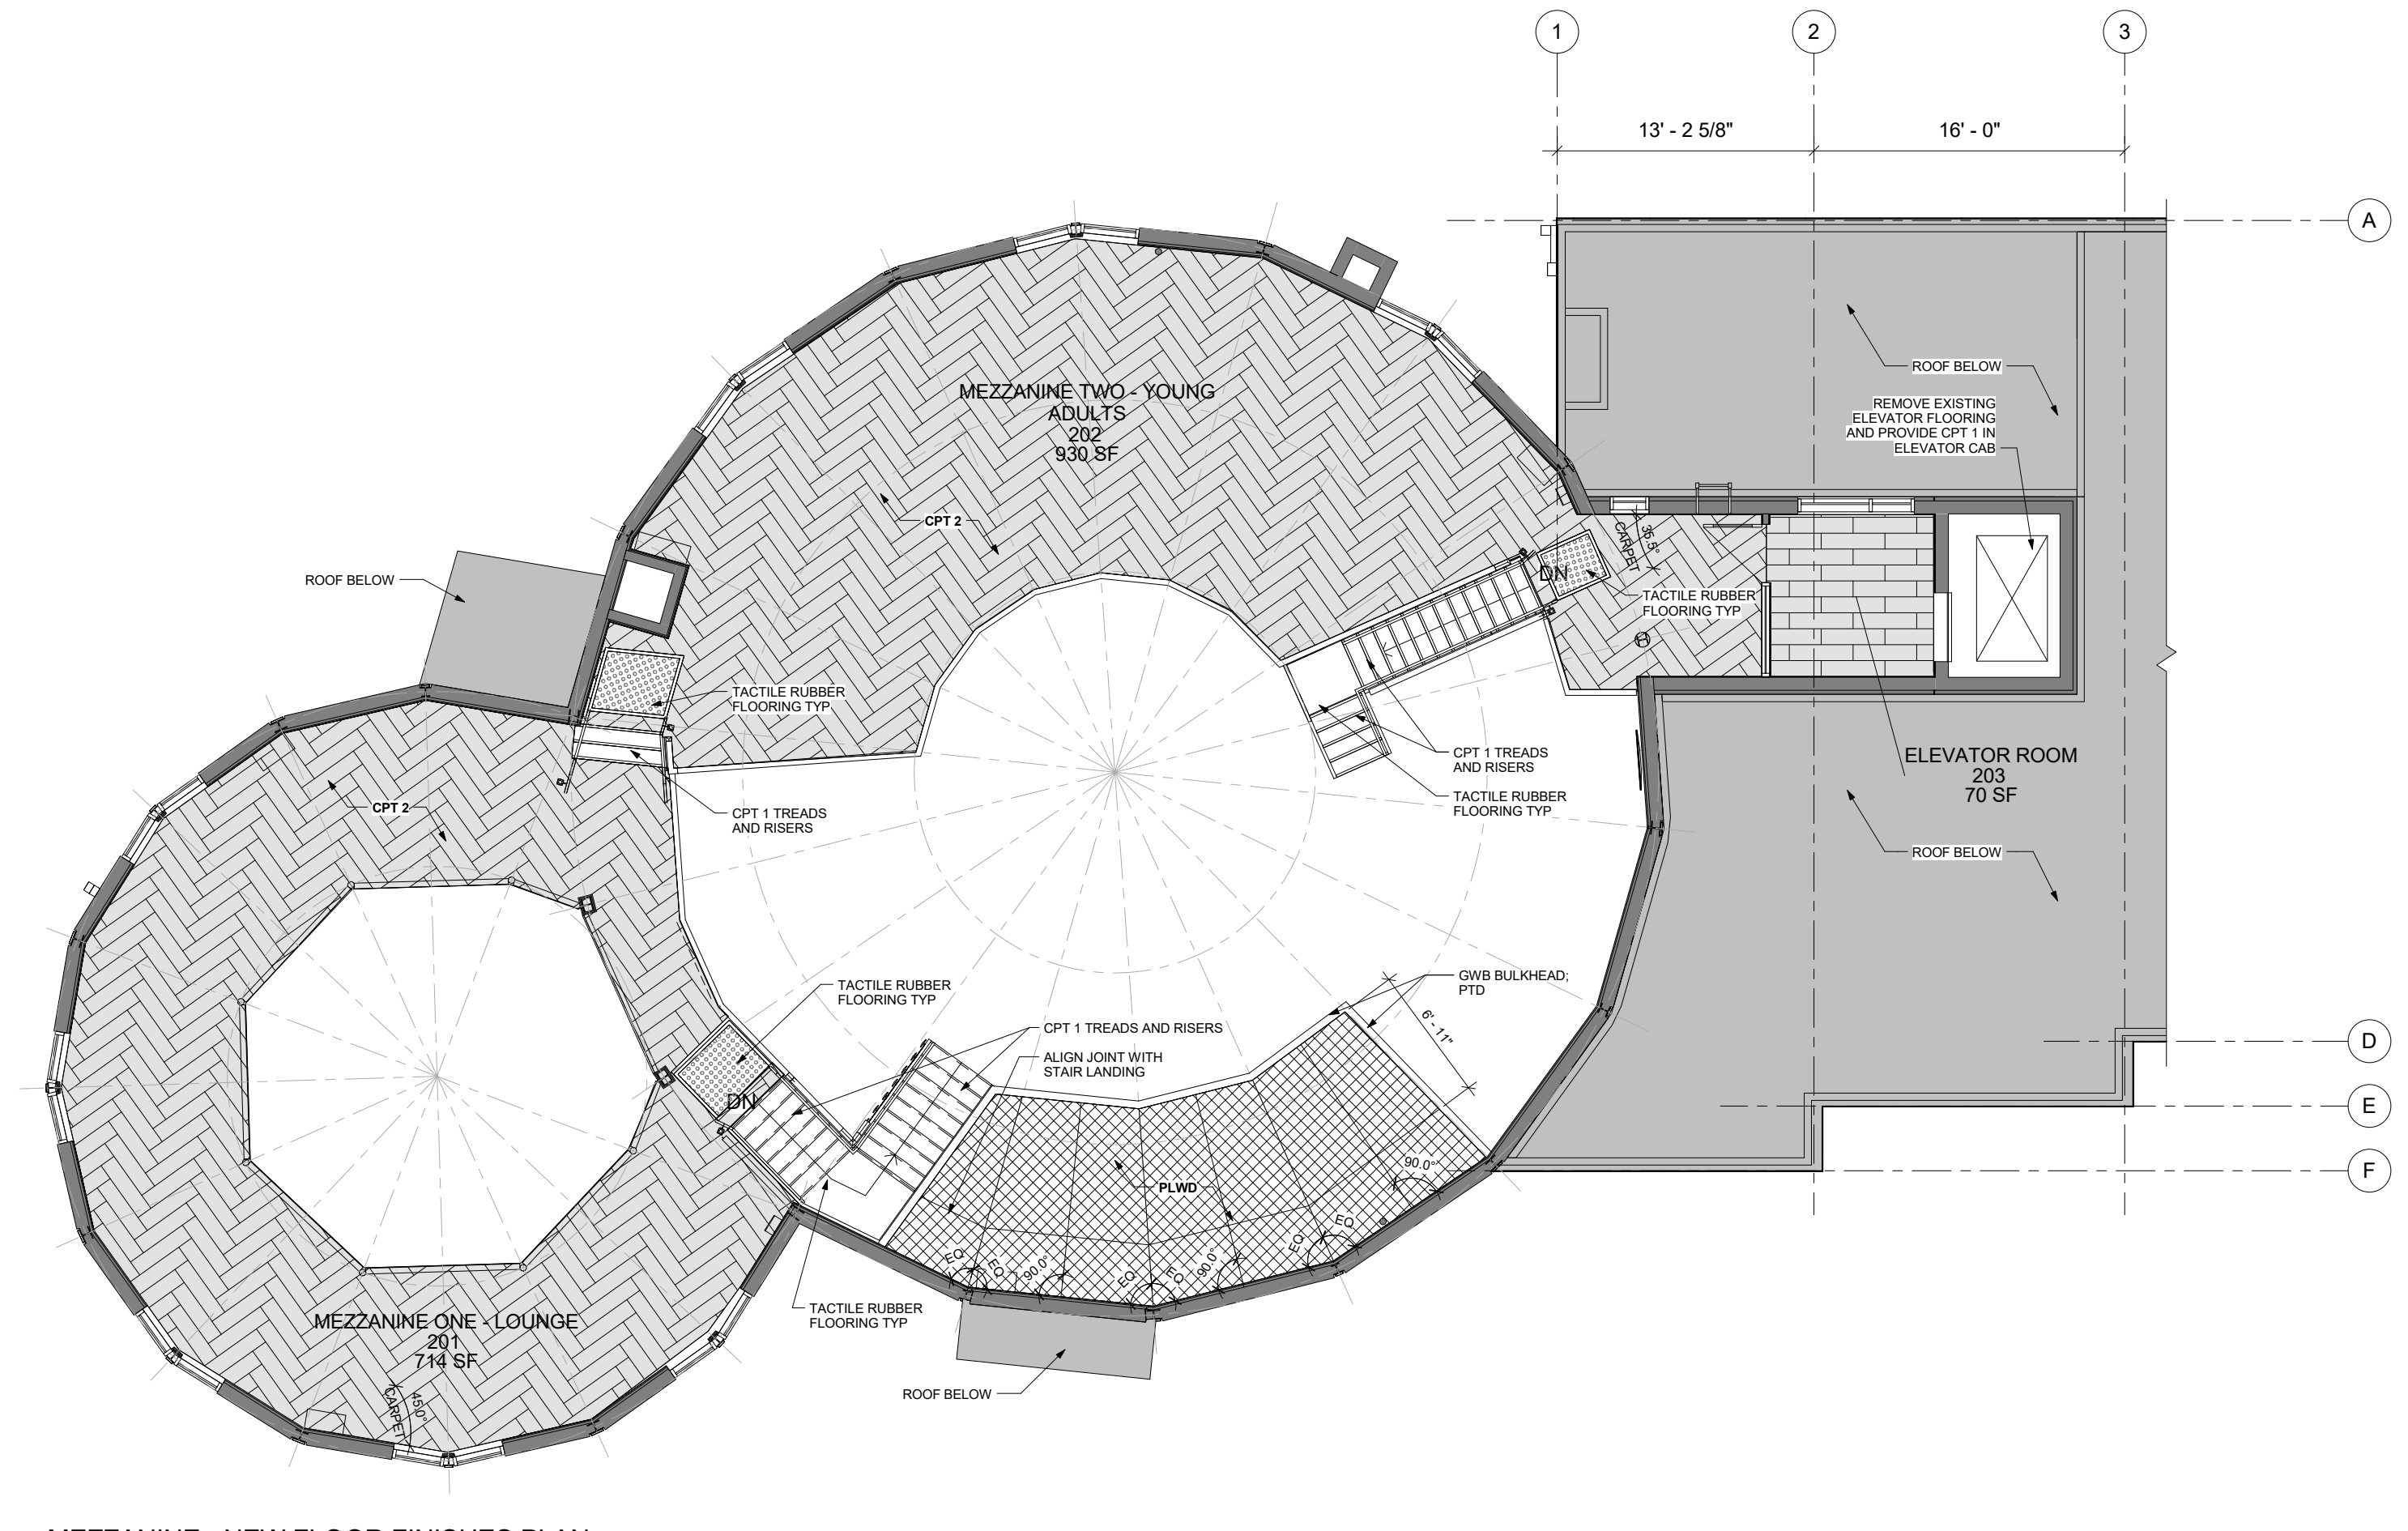 1
2
3
13' - 2 5/8"
16' - 0"
A
ROOF BELOW
REMOVE EXISTING
ELEVATOR FLOORING
AND PROVIDE CPT 1 IN
ELEVATOR CAB
MEZZANINE TWO - YOUNG
ADULTS
202
930 SF
CPT 2
35.5°
CARPET
DN
TACTILE RUBBER
FLOORING TYP
ROOF BELOW
TACTILE RUBBER
FLOORING TYP
CPT 1 TREADS
AND RISERS
TACTILE RUBBER
FLOORING TYP
ELEVATOR ROOM
203
70 SF
CPT 2
CPT 1 TREADS
AND RISERS
ROOF BELOW
TACTILE RUBBER
FLOORING TYP
GWB BULKHEAD;
PTD
6' - 11"
CPT 1 TREADS AND RISERS
ALIGN JOINT WITH
STAIR LANDING
D
DN
E
90.0°
F
PLWD
EQ
EQ
EQ
EQ
90.0°
EQ
EQ
90.0°
TACTILE RUBBER
FLOORING TYP
MEZZANINE ONE - LOUNGE
201
714 SF
45.0°
CARPET
ROOF BELOW
MEZZANINE - NEW FLOOR FINISHES PLAN